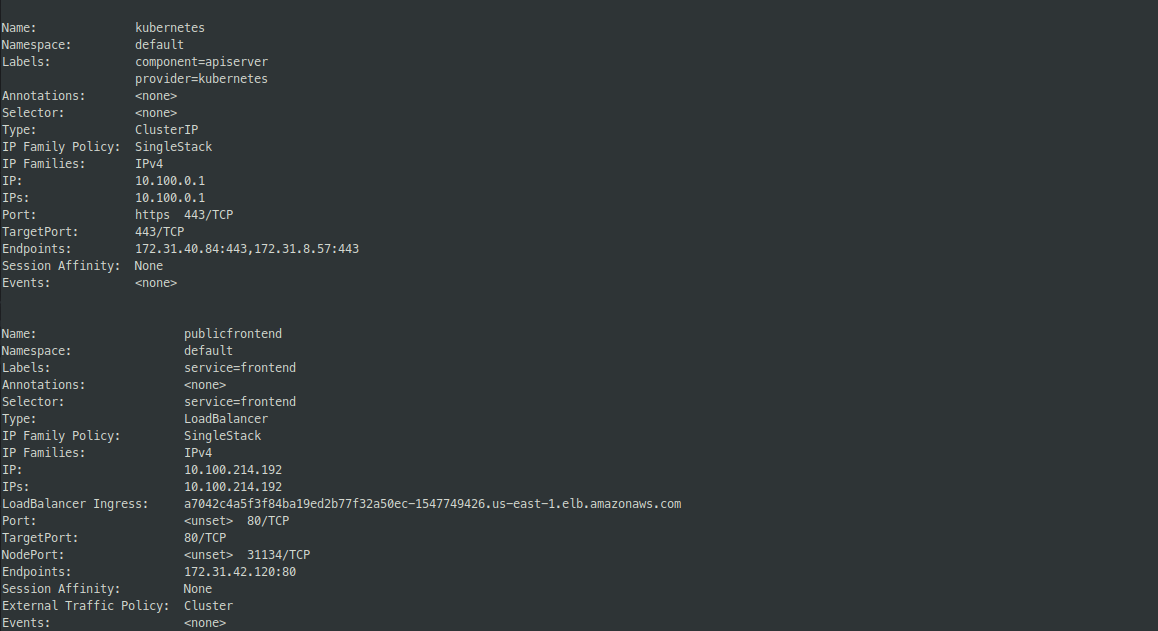 Name:              kubernetes
Namespace:         default
Labels:            component=apiserver
                   provider=kubernetes
Annotations:       <none>
Selector:          <none>
Type:              ClusterIP
IP Family Policy:  SingleStack
IP Families:       IPv4
IP:                10.100.0.1
IPs:               10.100.0.1
Port:              https  443/TCP
TargetPort:        443/TCP
Endpoints:         172.31.40.84:443,172.31.8.57:443
Session Affinity:  None
Events:            <none>

Name:                     publicfrontend
Namespace:                default
Labels:                   service=frontend
Annotations:              <none>
Selector:                 service=frontend
Type:                     LoadBalancer
IP Family Policy:         SingleStack
IP Families:              IPv4
IP:                       10.100.214.192
IPs:                      10.100.214.192
LoadBalancer Ingress:     a7042c4a5f3f84ba19ed2b77f32a50ec-1547749426.us-east-1.elb.amazonaws.com
Port:                     <unset>  80/TCP
TargetPort:               80/TCP
NodePort:                 <unset>  31134/TCP
Endpoints:                172.31.42.120:80
Session Affinity:         None
External Traffic Policy:  Cluster
Events:                   <none>